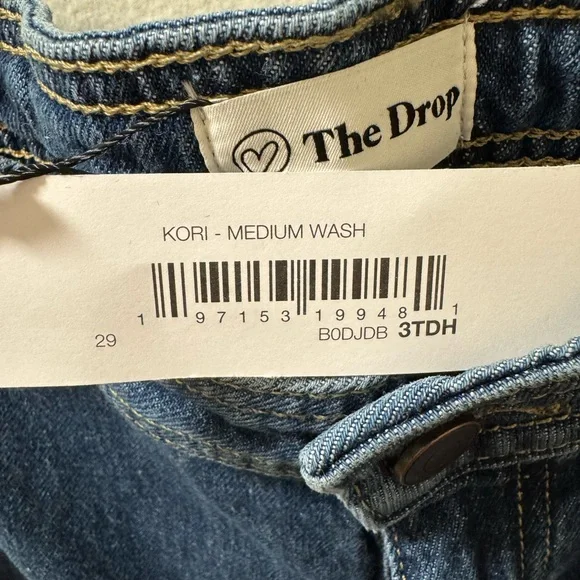 The Drop
KORI - MEDIUM WASH
1 97153 19948 1
29
B0DJDB 3TDH